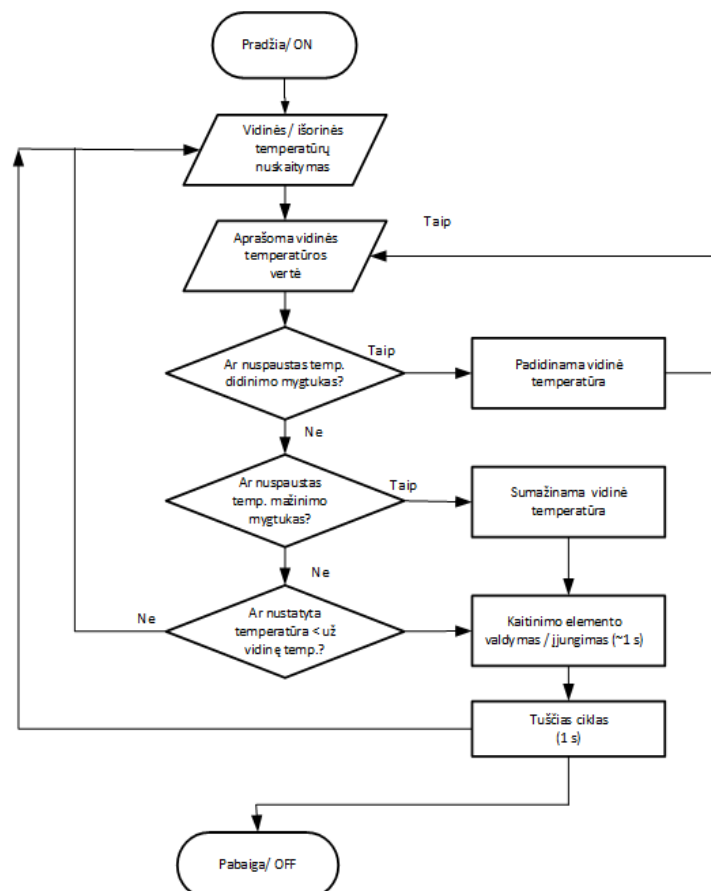 Pradžia/ ON
Vidinės / išorinės
temperatūrų
nuskaitymas
Taip
Aprašoma vidinės
temperatūros
vertė
Ar nuspaustas temp.
didinimo mygtukas?
Taip
Padidinama vidinė
temperatūra
Ne
Ar nuspaustas
temp. mažinimo
mygtukas?
Taip
Sumažinama vidinė
temperatūra
Ne
Ne
Ar nustatyta
temperatūra < už
vidinę temp.?
Kaitinimo elemento
valdymas / įjungimas (~1 s)
Tuščias ciklas
(1 s)
Pabaiga/ OFF